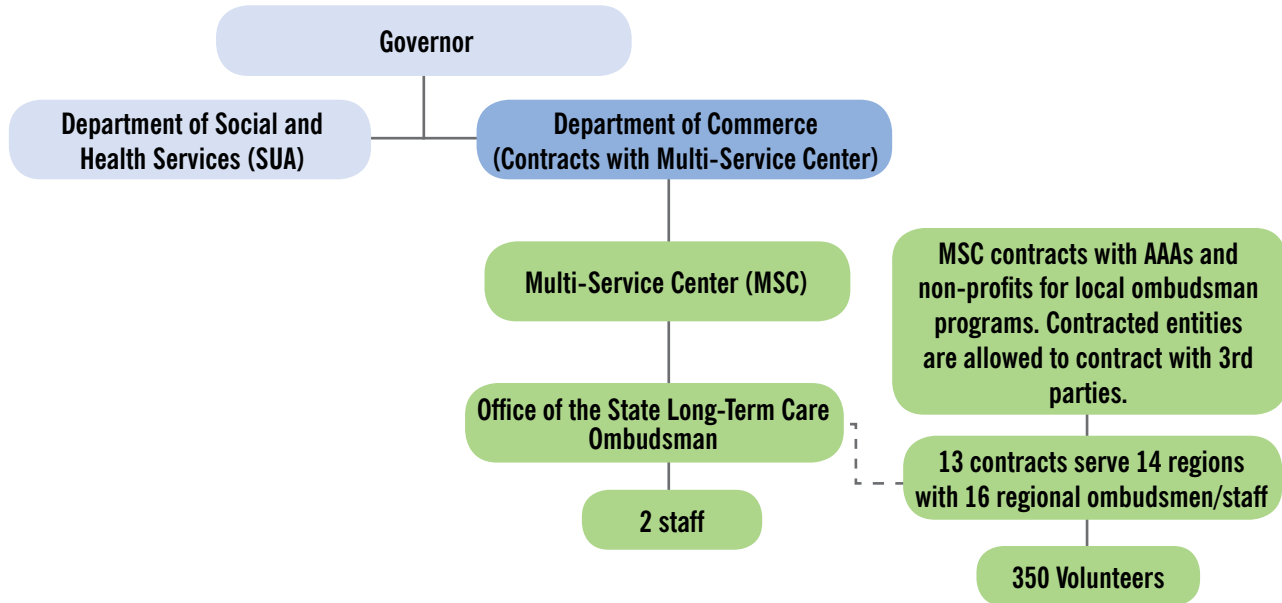 Governor
Department of Social and
Health Services (SUA)
Department of Commerce
(Contracts with Multi-Service Center)
Multi-Service Center (MSC)
MSC contracts with AAAs and
non-profits for local ombudsman
programs. Contracted entities
are allowed to contract with 3rd
parties.
Office of the State Long-Term Care
Ombudsman
13 contracts serve 14 regions
with 16 regional ombudsmen/staff
2 staff
350 Volunteers